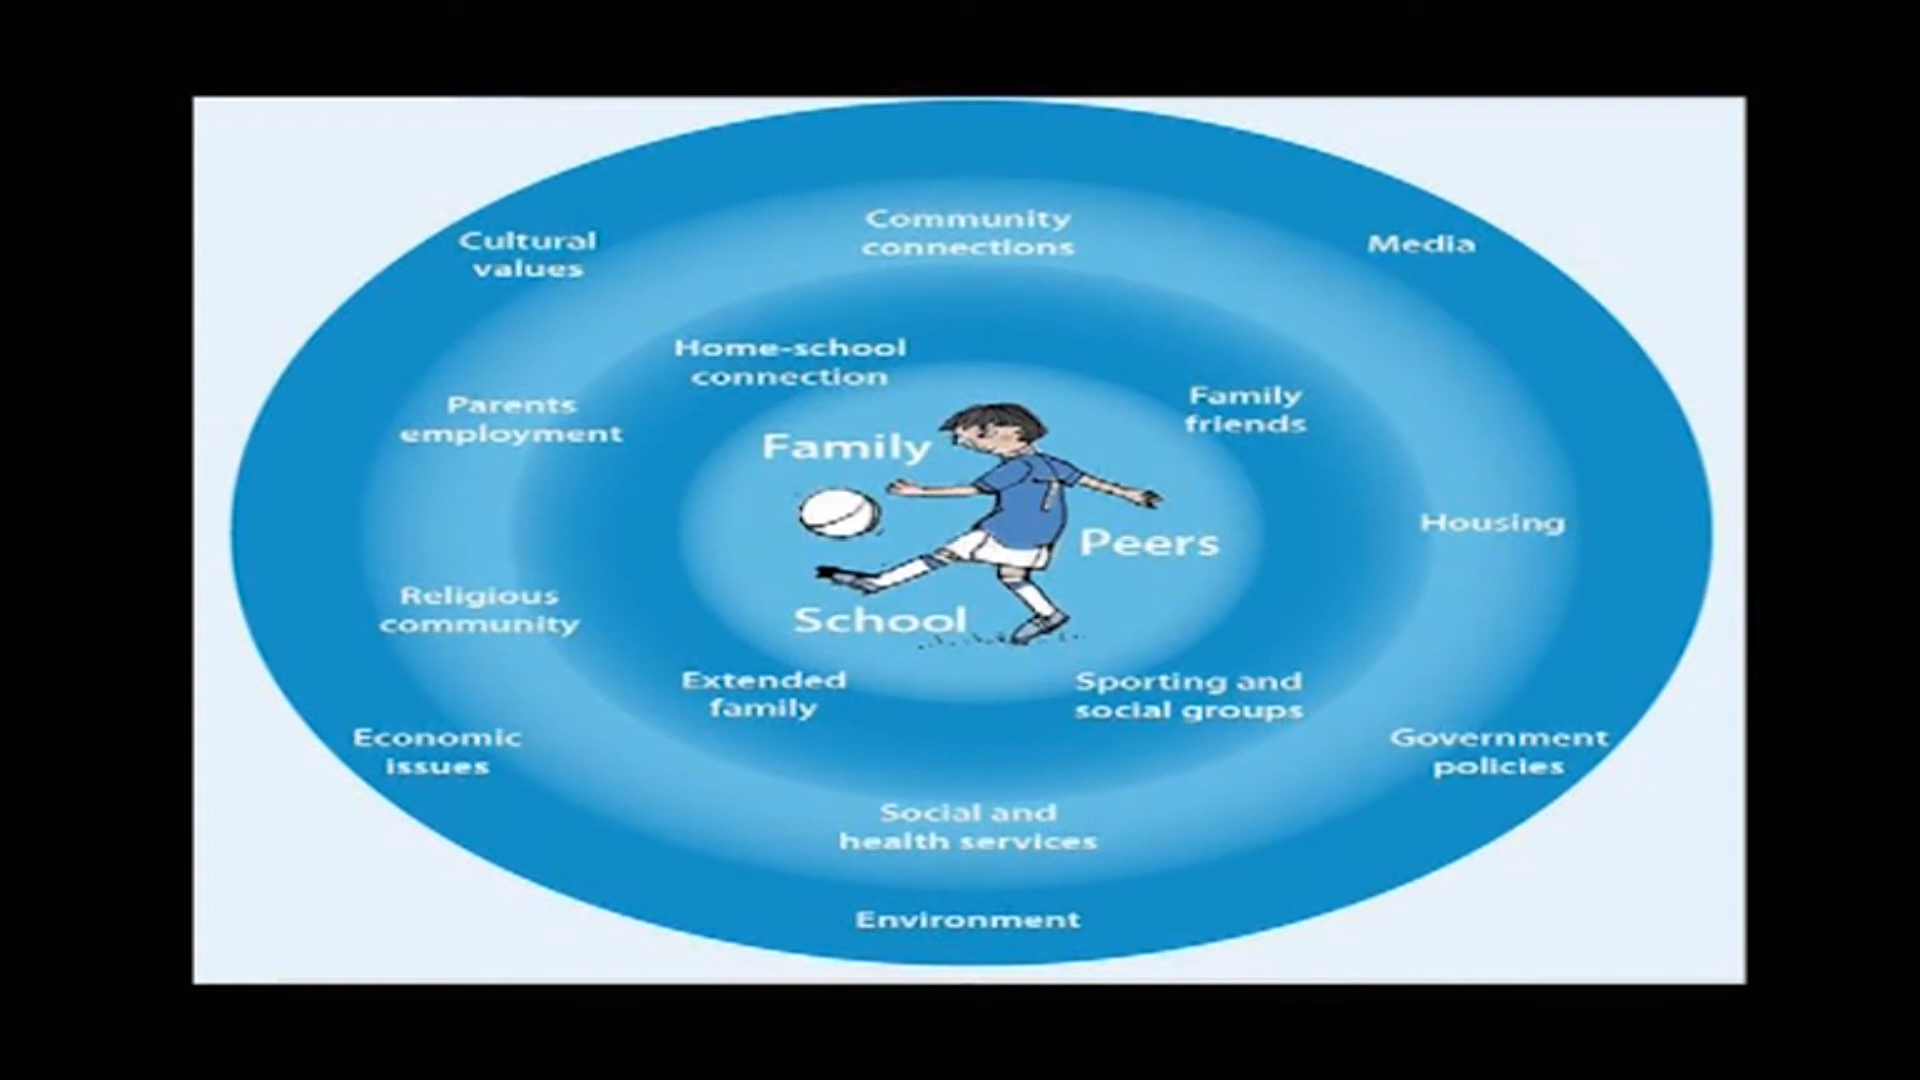 Community
connections
Cultural
values
Media
Home-school
connection
Family
friends
Parents
employment
Family
Housing
Peers
Religious
community
School
Extended
family
Sporting and
social groups
Economic
issues
Government
policies
Social and
health services
Environment